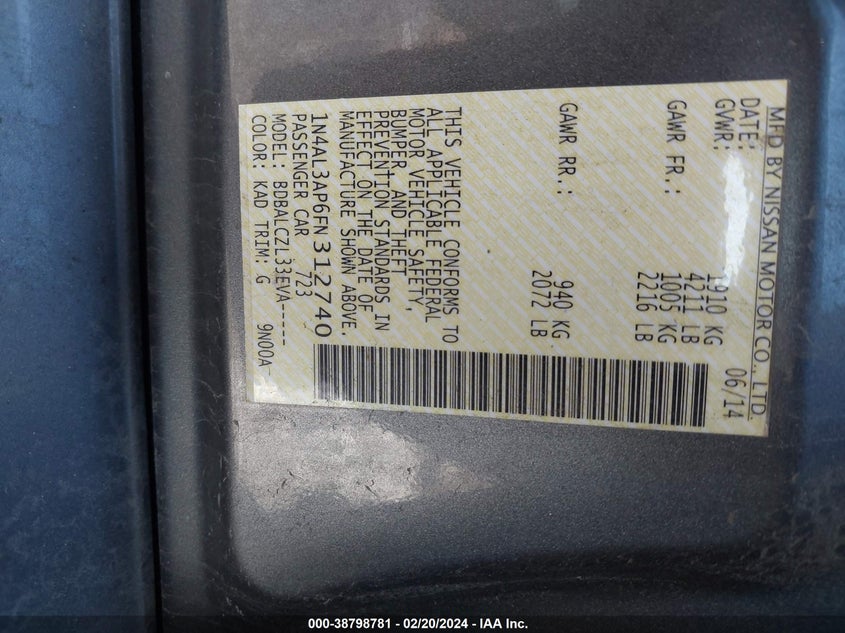 MFD BY NISSAN MOTOR CO., LTD.
DATE: 06/14
GVWR: 1910 KG
4211 LB
GAWR FR.: 1005 KG
2216 LB
GAWR RR.: 940 KG
2072 LB
THIS VEHICLE CONFORMS TO
ALL APPLICABLE FEDERAL
MOTOR VEHICLE SAFETY,
BUMPER, AND THEFT
PREVENTION STANDARDS IN
EFFECT ON THE DATE OF
MANUFACTURE SHOWN ABOVE.
1N4AL3AP6FN312740
PASSENGER CAR 723
MODEL: BDBALCZL33EVA-----
COLOR: KAD TRIM: G 9N00A
000-38798781 - 02/20/2024 - IAA Inc.